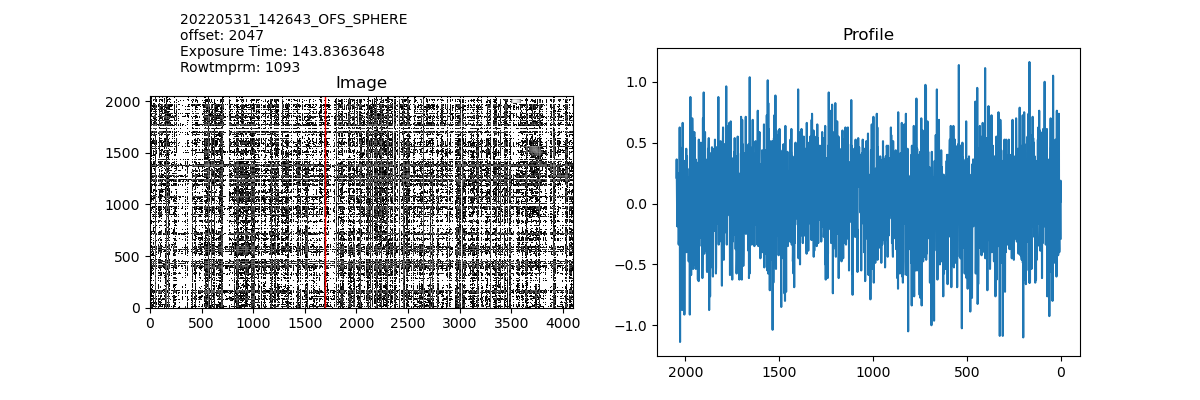 20220531_142643_OFS_SPHERE
offset: 2047
Exposure Time: 143.8363648
Rowtmprm: 1093
Image
2000
1500
1000
500
0
0 500 1000 1500 2000 2500 3000 3500 4000
Profile
1.0
0.5
0.0
−0.5
−1.0
2000 1500 1000 500 0